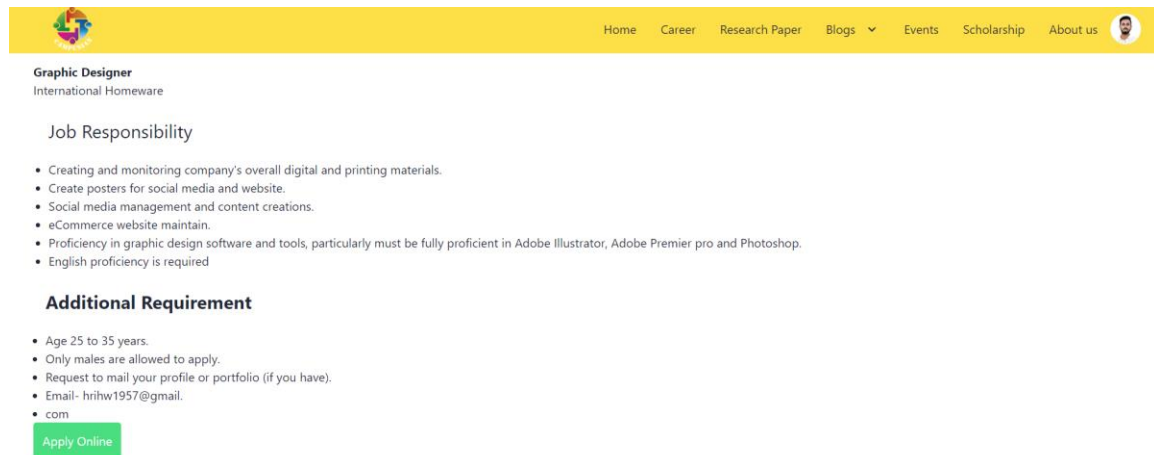 Home Career Research Paper Blogs Events Scholarship About us
Graphic Designer
International Homeware
Job Responsibility
Creating and monitoring company's overall digital and printing materials.
Create posters for social media and website.
Social media management and content creations.
eCommerce website maintain.
Proficiency in graphic design software and tools, particularly must be fully proficient in Adobe Illustrator, Adobe Premier pro and Photoshop.
English proficiency is required
Additional Requirement
Age 25 to 35 years.
Only males are allowed to apply.
Request to mail your profile or portfolio (if you have).
Email- hrihw1957@gmail.
com
Apply Online